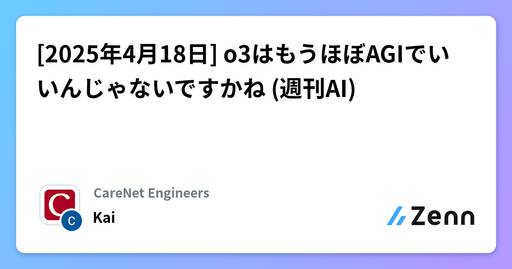 [2025年4月18日] o3はもうほぼAGIでい
いんじゃないですかね (週刊AI)
CareNet Engineers
Kai
Zenn